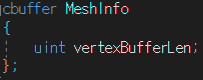 cbuffer MeshInfo
{
    uint vertexBufferLen;
};